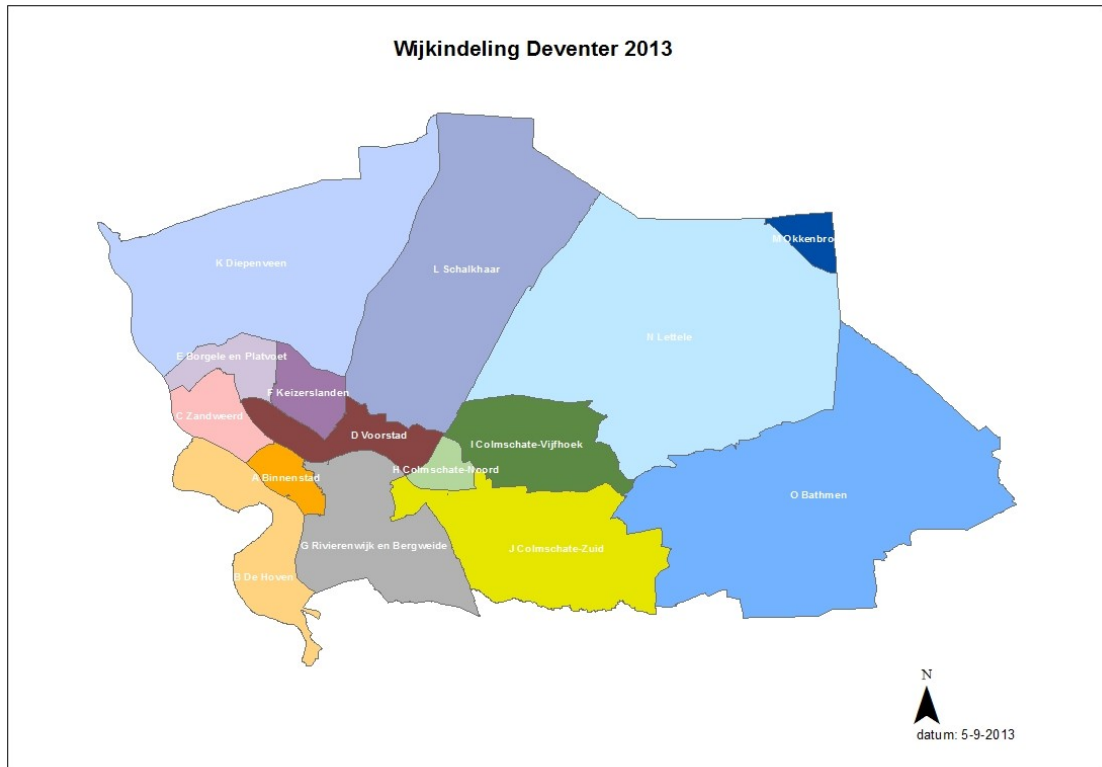 Wijkindeling Deventer 2013
M Okkenbroe
K Diepenveen
L Schalkhaar
N Lettele
E Borgele en Platvoet
F Keizerslanden
C Zandweerd
D Voorstad
I Colmschate-Vijfhoek
H Colmschate-Noord
A Binnenstad
O Bathmen
G Rivierenwijk en Bergweide
J Colmschate-Zuid
B De Hoven
N
datum: 5-9-2013